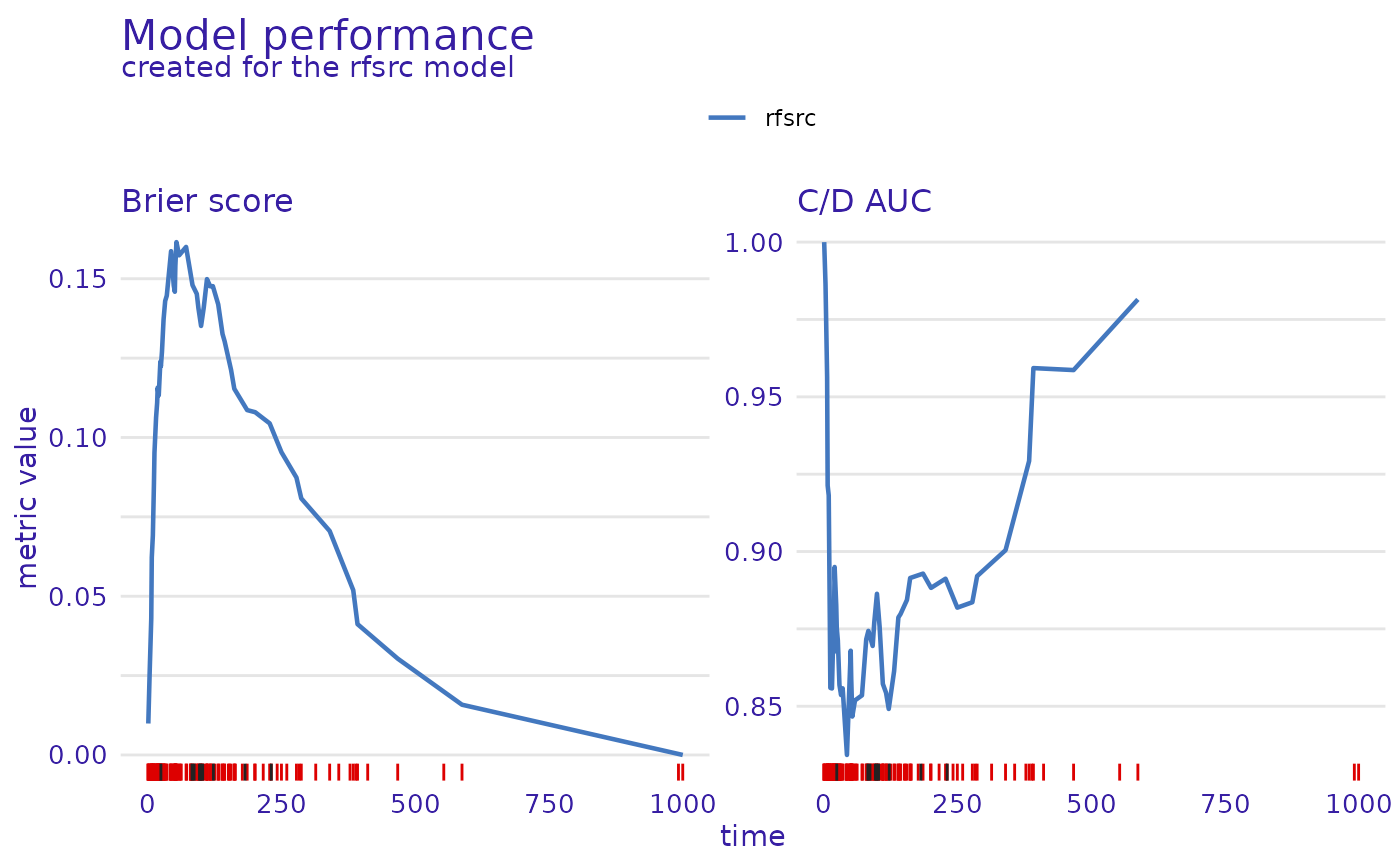 Model performance
created for the rfsrc model
rfsrc
Brier score
C/D AUC
metric value
0.15
0.10
0.05
0.00
0 250 500 750 1000
1.00
0.95
0.90
0.85
0 250 500 750 1000
time